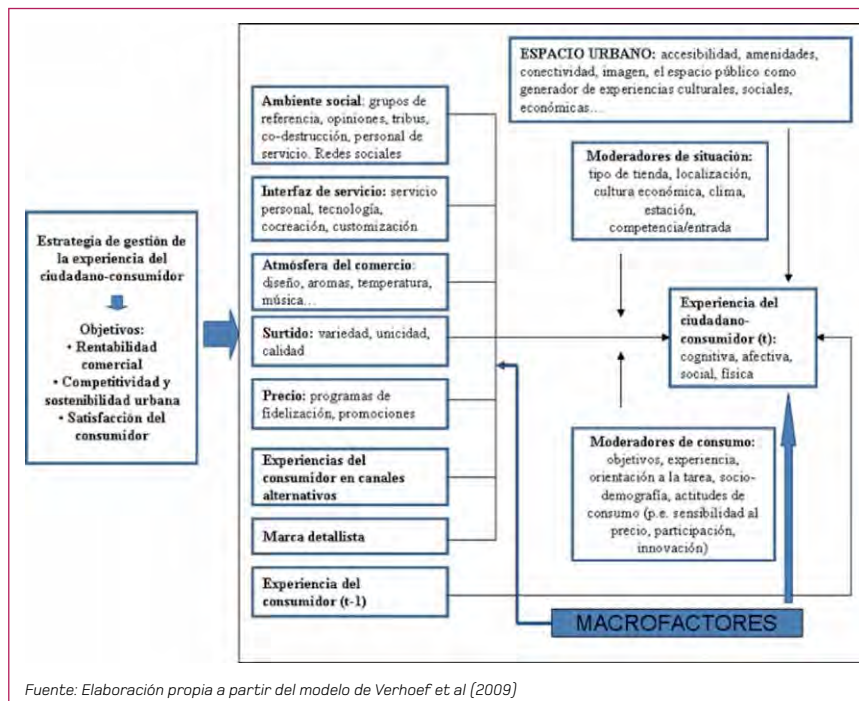 Estrategia de gestión de
la experiencia del
ciudadano-consumidor
Objetivos:
• Rentabilidad
comercial
• Competitividad y
sostenibilidad urbana
• Satisfacción del
consumidor
Ambiente social: grupos de
referencia, opiniones, tribus,
co-destrucción, personal de
servicio. Redes sociales
Interfaz de servicio: servicio
personal, tecnología,
cocreación, customización
Atmósfera del comercio:
diseño, aromas, temperatura,
música...
Surtido: variedad, unicidad,
calidad
Precio: programas de
fidelización, promociones
Experiencias del
consumidor en canales
alternativos
Marca detallista
Experiencia del
consumidor (t-1)
ESPACIO URBANO: accesibilidad, amenidades,
conectividad, imagen, el espacio público como
generador de experiencias culturales, sociales,
económicas....
Moderadores de situación:
tipo de tienda, localización,
cultura económica, clima,
estación,
competencia/entrada
Experiencia del
ciudadano-
consumidor (t):
cognitiva, afectiva,
social, física
Moderadores de consumo:
objetivos, experiencia,
orientación a la tarea, socio-
demografía, actitudes de
consumo (p.e. sensibilidad al
precio, participación,
innovación)
MACROFACTORES
Fuente: Elaboración propia a partir del modelo de Verhoef et al (2009)